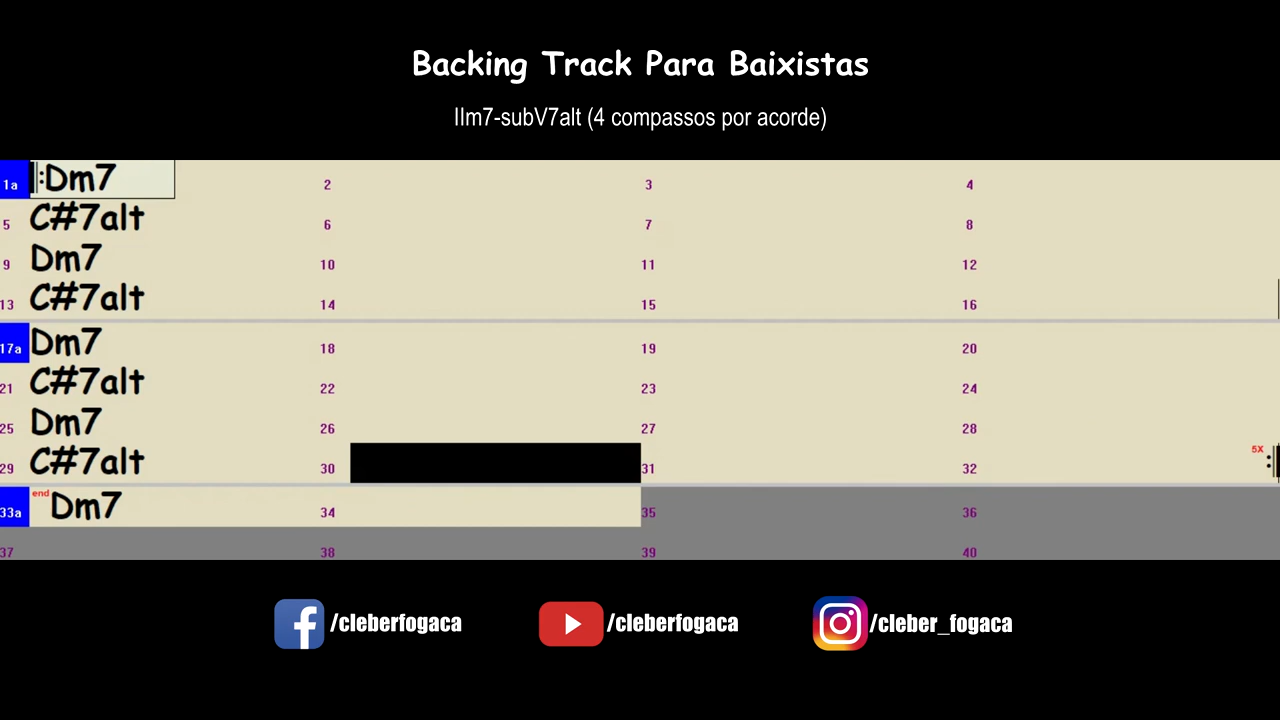 Backing Track Para Baixistas
IIm7-subV7alt (4 compassos por acorde)
1a :Dm7 2 3 4
5 C#7alt 6 7 8
9 Dm7 10 11 12
13 C#7alt 14 15 16
17a Dm7 18 19 20
21 C#7alt 22 23 24
25 Dm7 26 27 28
29 C#7alt 30 31 32 5X :
33a end Dm7 34 35 36
37 38 39 40
/cleberfogaca /cleberfogaca /cleber_fogaca